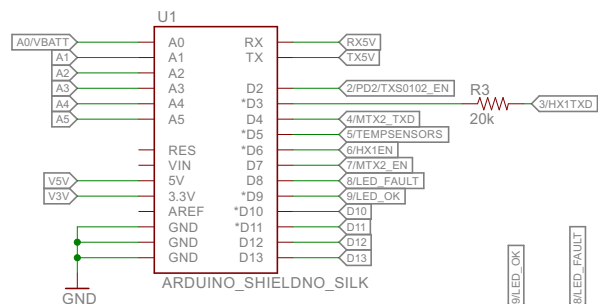 U1
A0/VBATT A0 RX RX5V
A1 A1 TX TX5V
A2 A2
A3 A3 D2 2/PD2/TXS0102_EN R3
A4 A4 *D3 3/HX1TXD
A5 A5 D4 4/MTX2_TXD 20k
*D5 5/TEMPSENSORS
RES *D6 6/HX1EN
VIN D7 7/MTX2_EN
V5V 5V D8 8/LED_FAULT
V3V 3.3V *D9 9/LED_OK
AREF *D10 D10
GND *D11 D11
GND D12 D12
GND D13 D13
ARDUINO_SHIELDNO_SILK
GND
9/LED_OK
8/LED_FAULT